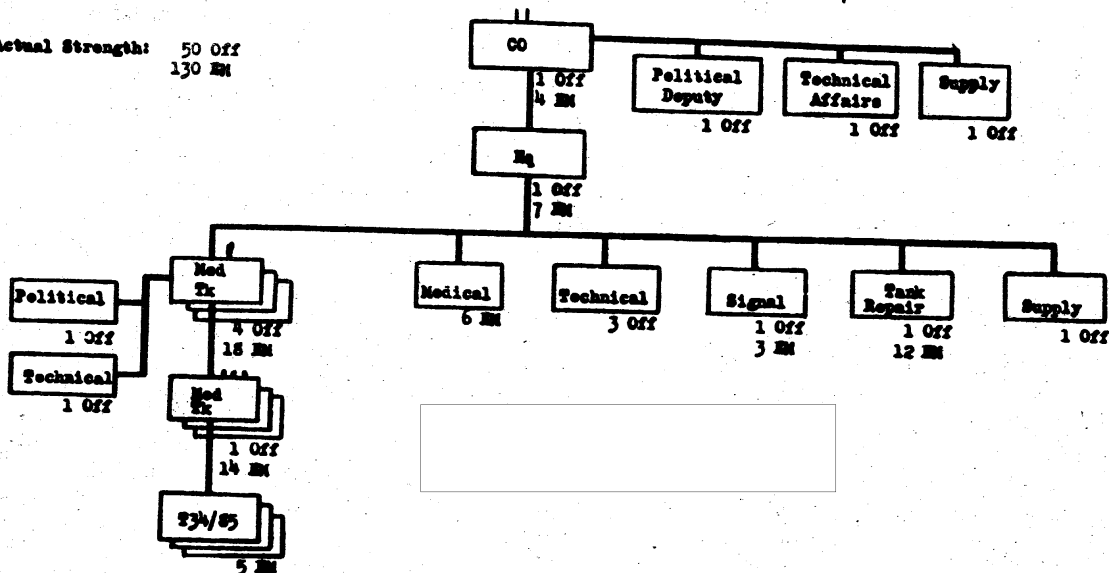 Actual Strength: 50 Off
130 EM
CO
1 Off
4 EM
Political
Deputy
1 Off
Technical
Affairs
1 Off
Supply
1 Off
Hq
1 Off
7 EM
Med
Tk
4 Off
18 EM
Political
1 Off
Technical
1 Off
Medical
6 EM
Technical
3 Off
Signal
1 Off
3 EM
Tank
Repair
1 Off
12 EM
Supply
1 Off
Med
Tk
1 Off
14 EM
T34/85
5 EM